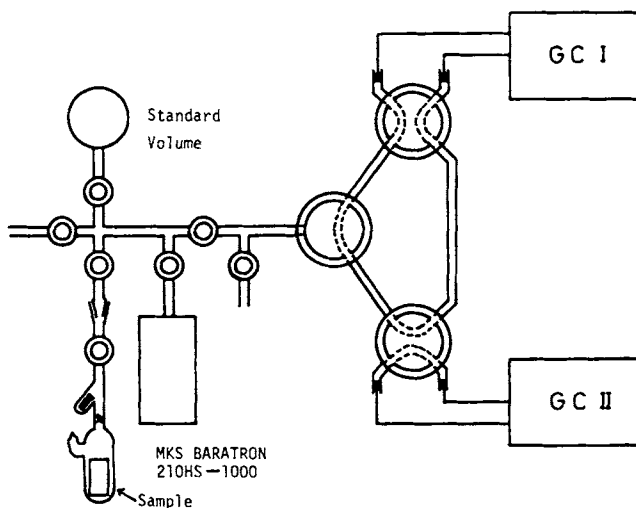 GC I
Standard
Volume
MKS BARATRON
210HS−1000
GC II
Sample